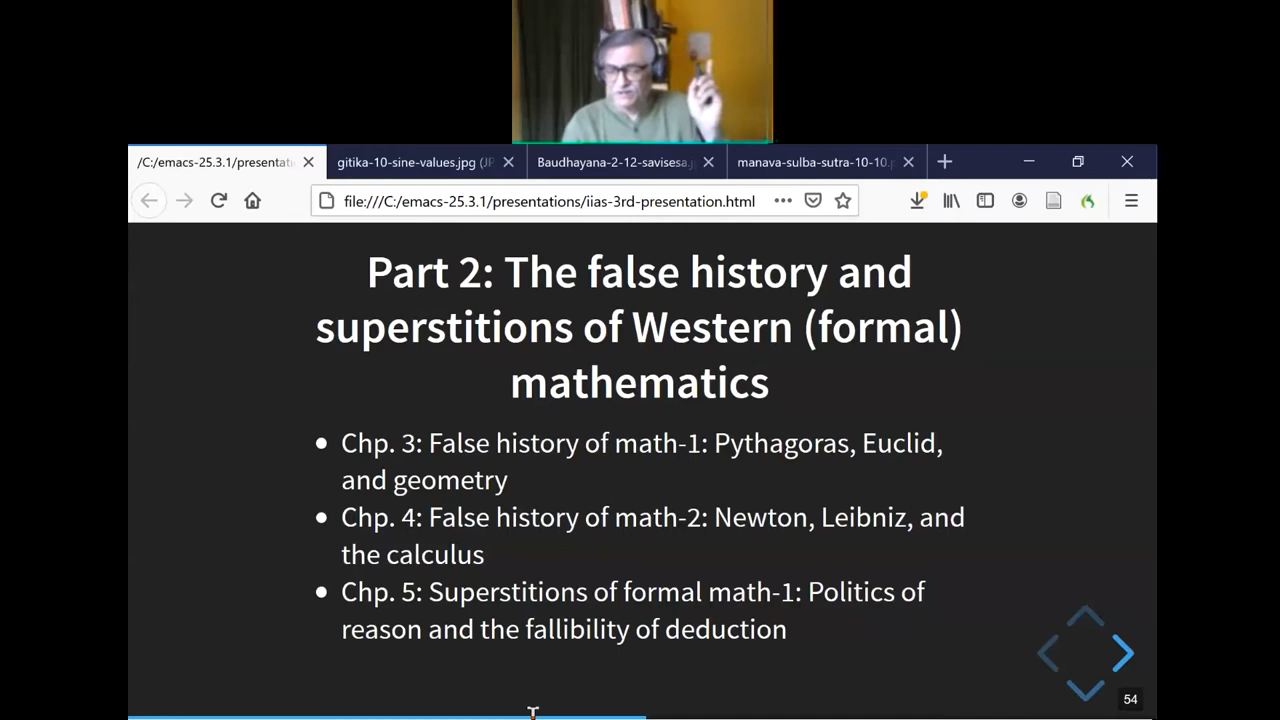 /C:/emacs-25.3.1/presentati
gitika-10-sine-values.jpg (JP
Baudhayana-2-12-savisesa.j
manava-sulba-sutra-10-10.p
file:///C:/emacs-25.3.1/presentations/iias-3rd-presentation.html
Part 2: The false history and
superstitions of Western (formal)
mathematics
• Chp. 3: False history of math-1: Pythagoras, Euclid,
and geometry
• Chp. 4: False history of math-2: Newton, Leibniz, and
the calculus
• Chp. 5: Superstitions of formal math-1: Politics of
reason and the fallibility of deduction
54